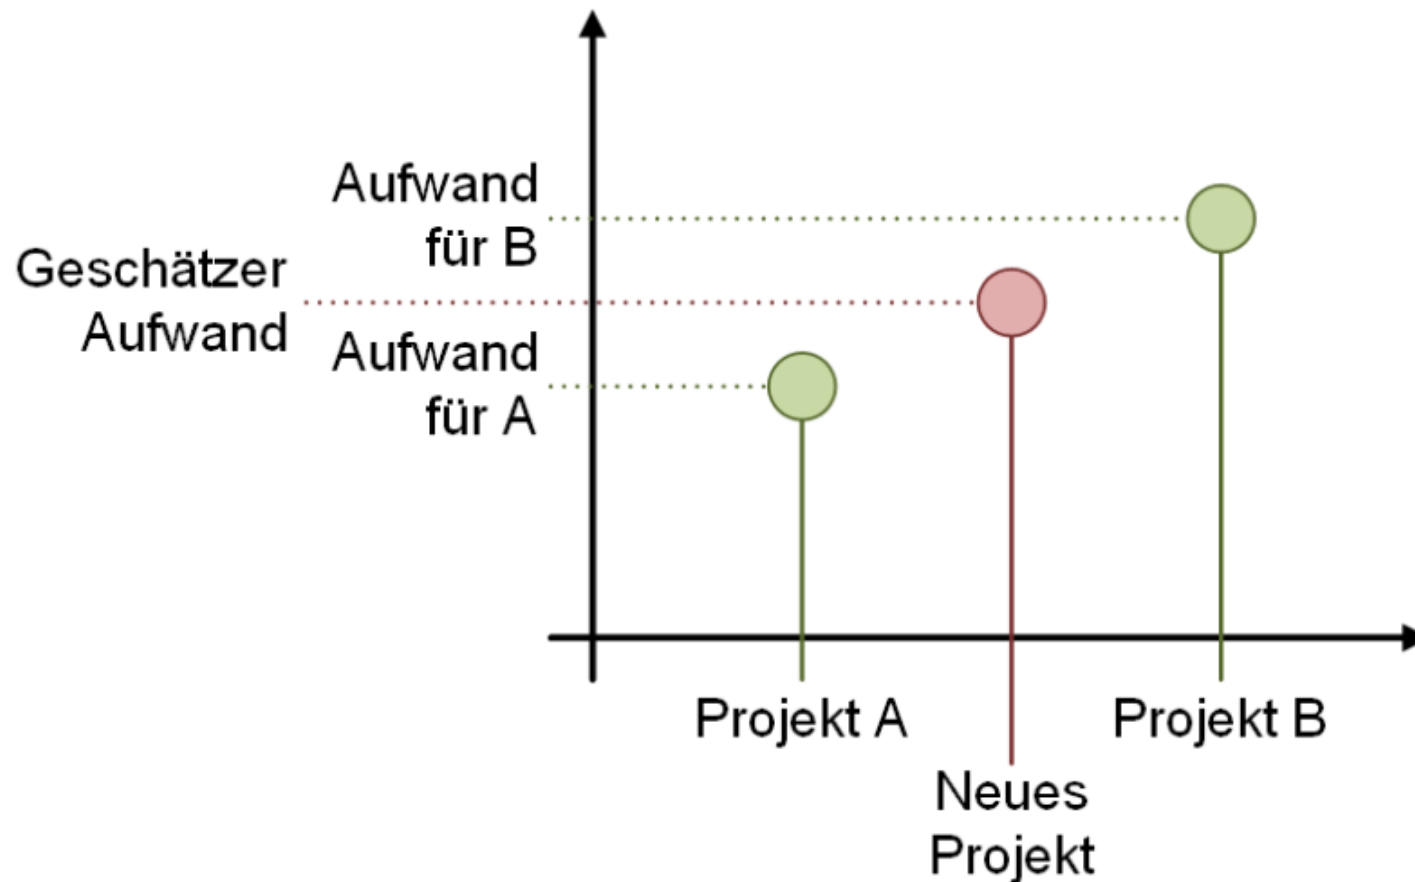 Aufwand
für B
Geschätzer
Aufwand
Aufwand
für A
Projekt A
Projekt B
Neues
Projekt